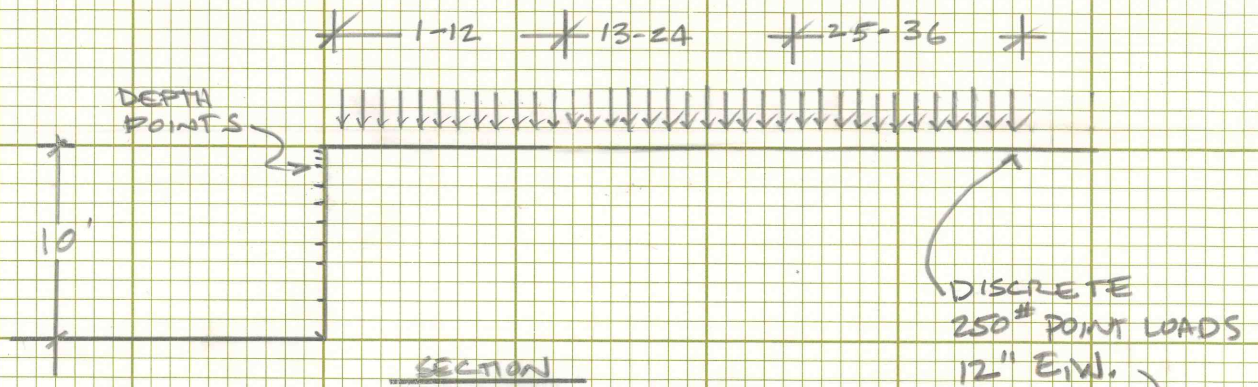 1-12 13-24 25-36
DEPTH
POINTS
10'
DISCRETE
250# POINT LOADS
12" E.W.
SECTION